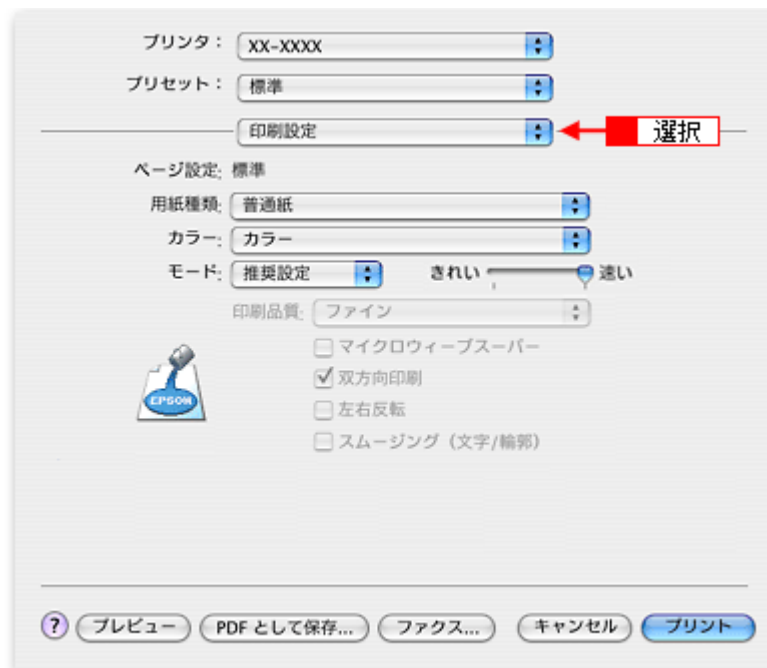 プリンタ： XX-XXXX
プリセット： 標準
印刷設定 選択
ページ設定: 標準
用紙種類: 普通紙
カラー: カラー
モード: 推奨設定 きれい 速い
印刷品質: ファイン
マイクロウィーブスーパー
双方向印刷
左右反転
スムージング（文字/輪郭）
EPSON
? プレビュー PDF として保存... ファクス... キャンセル プリント